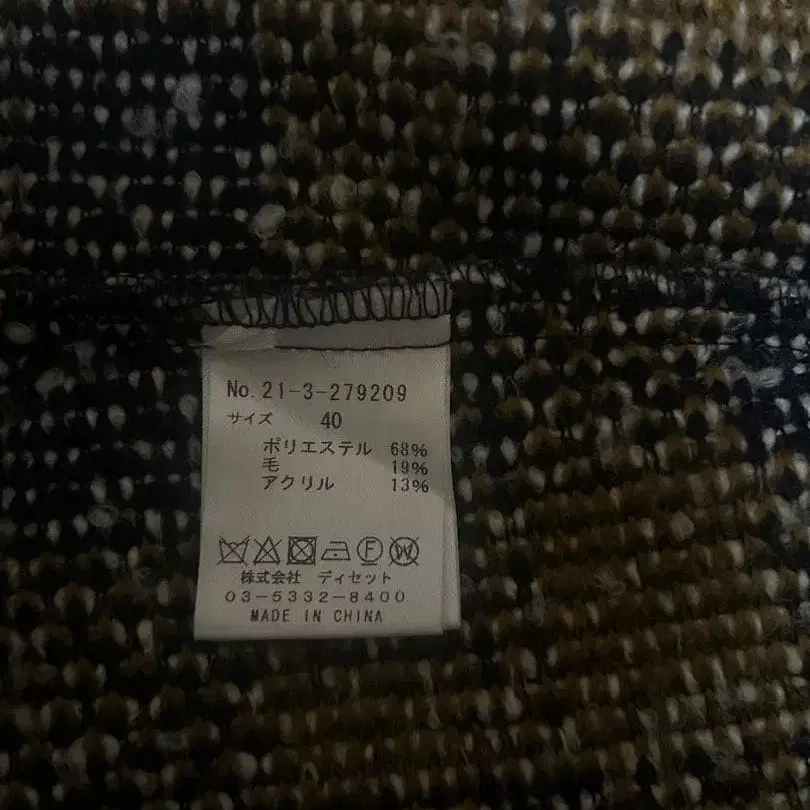 No. 21-3-279209
サイズ 40
ポリエステル 68%
毛 19%
アクリル 13%
F W
株式会社 ディセット
03-5332-8400
MADE IN CHINA